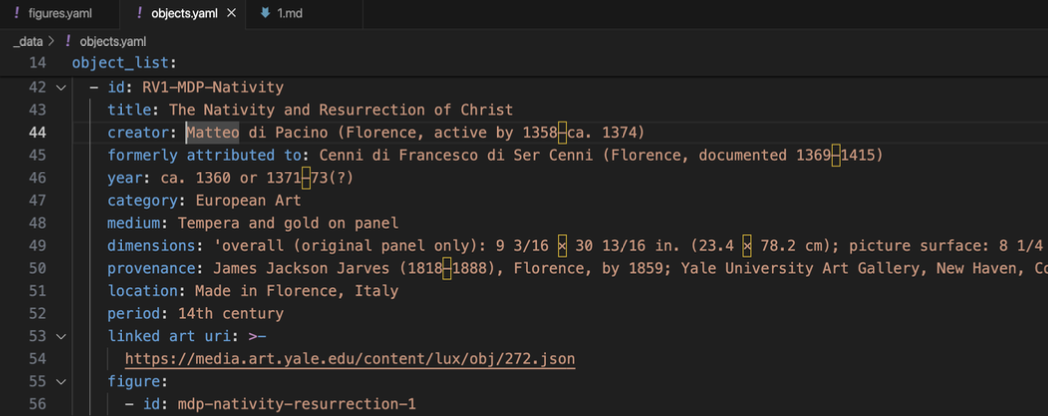 figures.yaml objects.yaml 1.md
_data > objects.yaml
14 object_list:
42 - id: RV1-MDP-Nativity
43 title: The Nativity and Resurrection of Christ
44 creator: Matteo di Pacino (Florence, active by 1358–ca. 1374)
45 formerly attributed to: Cenni di Francesco di Ser Cenni (Florence, documented 1369–1415)
46 year: ca. 1360 or 1371–73(?)
47 category: European Art
48 medium: Tempera and gold on panel
49 dimensions: 'overall (original panel only): 9 3/16 × 30 13/16 in. (23.4 × 78.2 cm); picture surface: 8 1/4
50 provenance: James Jackson Jarves (1818–1888), Florence, by 1859; Yale University Art Gallery, New Haven, Co
51 location: Made in Florence, Italy
52 period: 14th century
53 linked art uri: >-
54 https://media.art.yale.edu/content/lux/obj/272.json
55 figure:
56 - id: mdp-nativity-resurrection-1